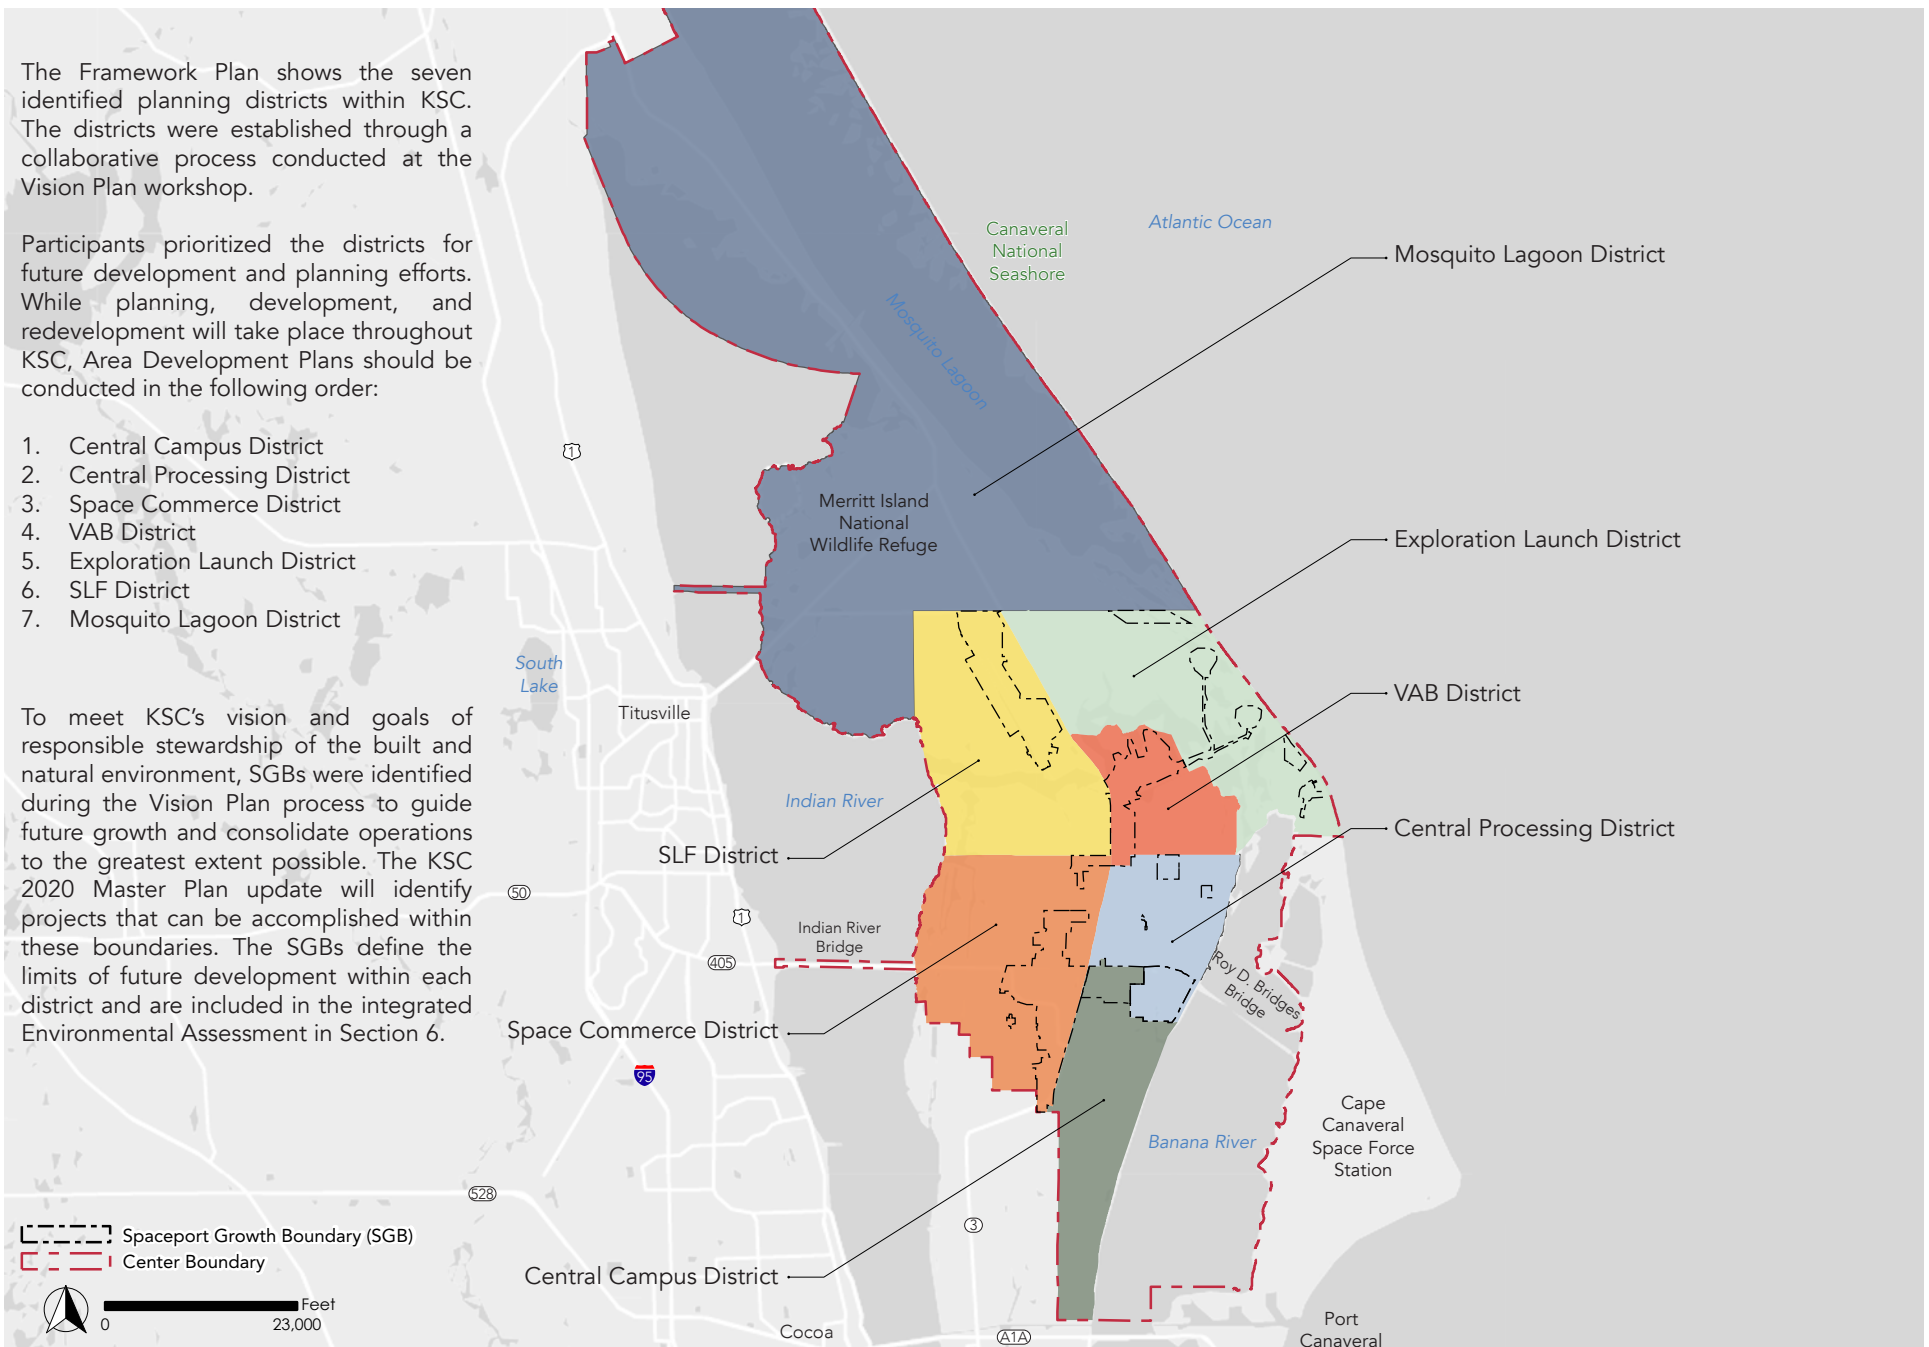 The Framework Plan shows the seven
identified planning districts within KSC.
The districts were established through a
collaborative process conducted at the
Vision Plan workshop.
Participants prioritized the districts for
future development and planning efforts.
While planning, development, and
redevelopment will take place throughout
KSC, Area Development Plans should be
conducted in the following order:
1. Central Campus District
2. Central Processing District
3. Space Commerce District
4. VAB District
5. Exploration Launch District
6. SLF District
7. Mosquito Lagoon District
To meet KSC's vision and goals of
responsible stewardship of the built and
natural environment, SGBs were identified
during the Vision Plan process to guide
future growth and consolidate operations
to the greatest extent possible. The KSC
2020 Master Plan update will identify
projects that can be accomplished within
these boundaries. The SGBs define the
limits of future development within each
district and are included in the integrated
Environmental Assessment in Section 6.
Spaceport Growth Boundary (SGB)
Center Boundary
Feet
0 23,000
Atlantic Ocean
Canaveral
National
Seashore
Mosquito Lagoon District
Mosquito Lagoon
1
Merritt Island
National
Wildlife Refuge
Exploration Launch District
South
Lake
Titusville
VAB District
Indian River
Central Processing District
SLF District
50
1
Indian River
Bridge
405
Roy D. Bridges
Bridge
Space Commerce District
95
Cape
Canaveral
Space Force
Station
Banana River
528
3
Central Campus District
Cocoa
A1A
Port
Canaveral